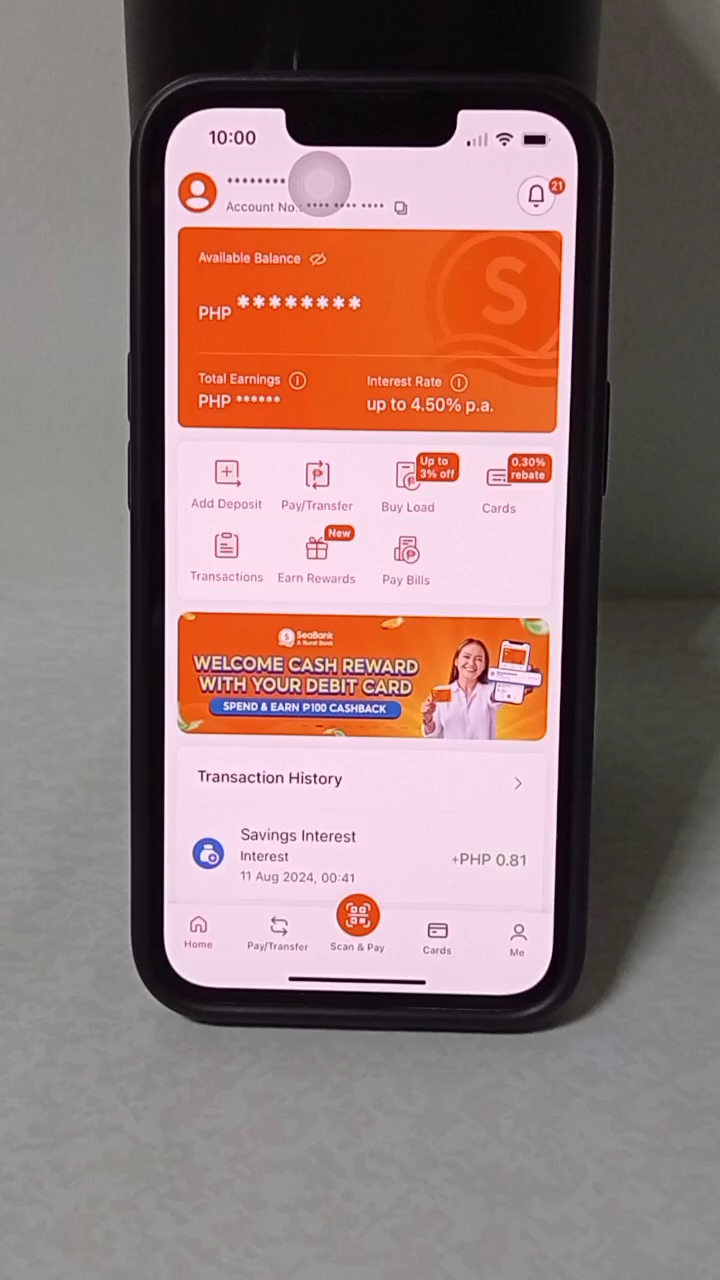 10:00
********
21
Account No.: **** **** ****
Available Balance
PHP ********
S
Total Earnings
Interest Rate
PHP ******
up to 4.50% p.a.
Up to
3% off
0.30%
rebate
Add Deposit
Pay/Transfer
Buy Load
Cards
New
Transactions
Earn Rewards
Pay Bills
SeaBank
A Rural Bank
WELCOME CASH REWARD
WITH YOUR DEBIT CARD
SPEND & EARN P100 CASHBACK
Transaction History
Savings Interest
Interest
+PHP 0.81
11 Aug 2024, 00:41
Home
Pay/Transfer
Scan & Pay
Cards
Me